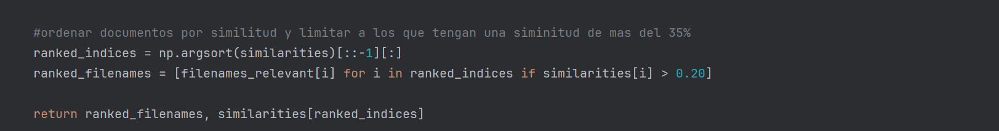 #ordenar documentos por similitud y limitar a los que tengan una siminitud de mas del 35%
ranked_indices = np.argsort(similarities)[::-1][:]
ranked_filenames = [filenames_relevant[i] for i in ranked_indices if similarities[i] > 0.20]
return ranked_filenames, similarities[ranked_indices]